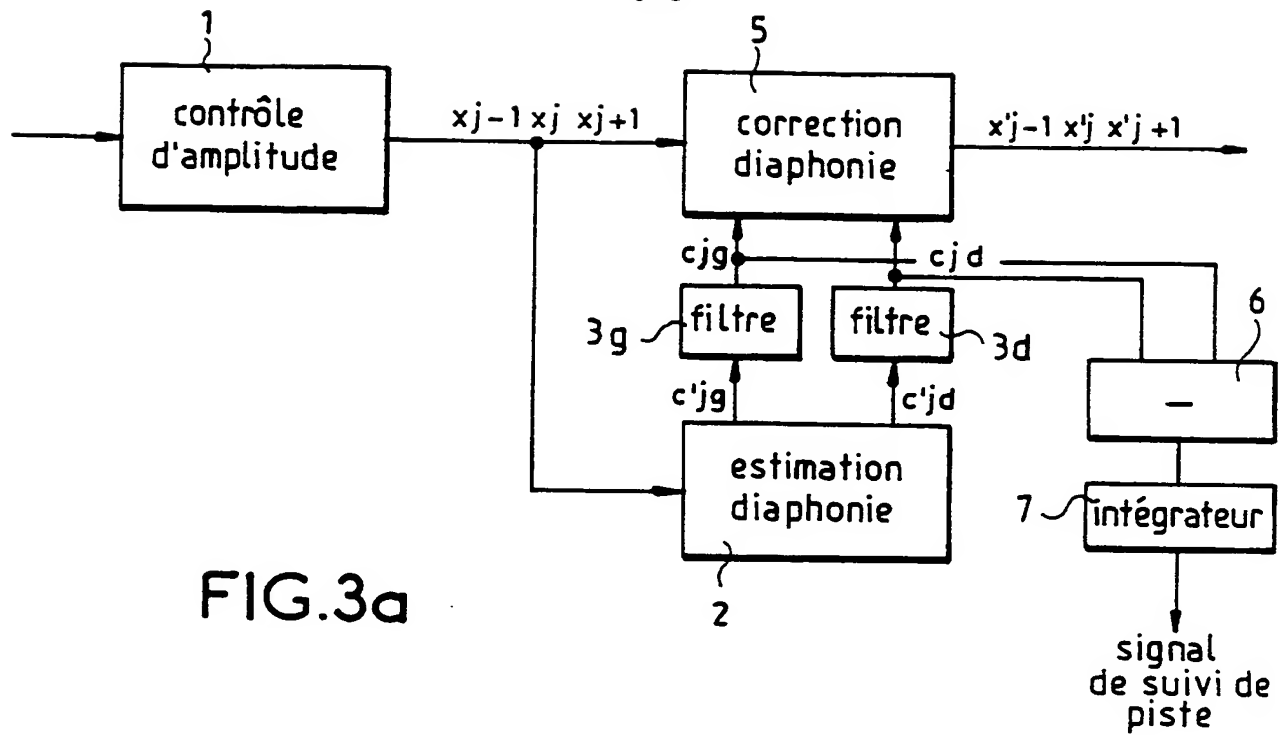 1
5
contrôle
d'amplitude
xj-1 xj xj+1
correction
diaphonie
x'j-1 x'j x'j+1
cjg
cjd
6
3g
filtre
filtre
3d
–
c'jg
c'jd
estimation
diaphonie
7
intégrateur
2
FIG.3a
signal
de suivi de
piste